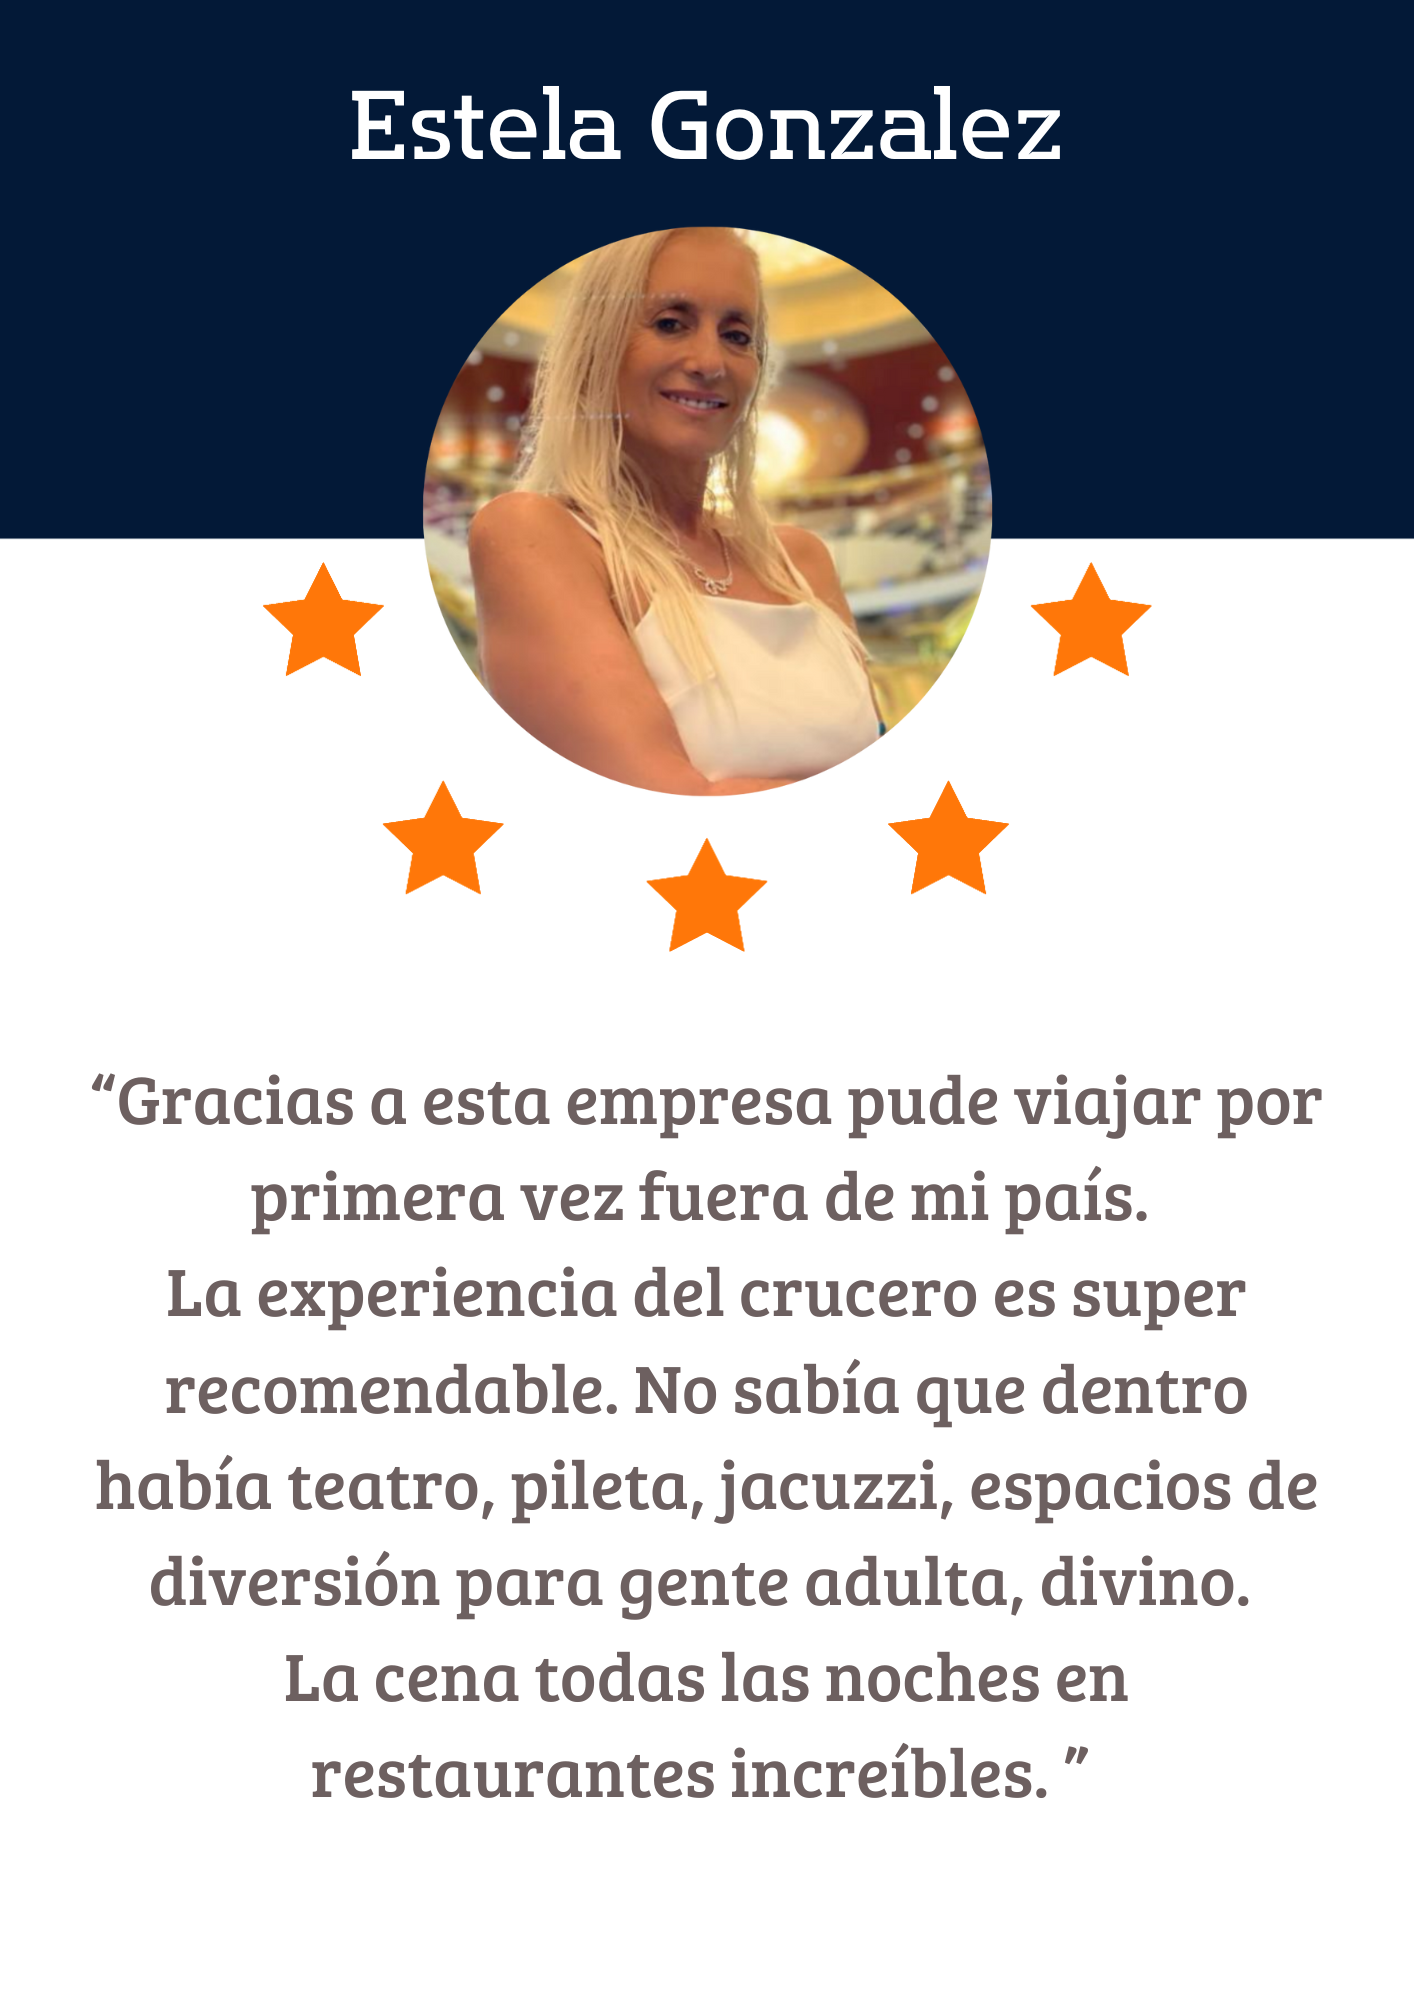 Estela Gonzalez
“Gracias a esta empresa pude viajar por
primera vez fuera de mi país.
La experiencia del crucero es super
recomendable. No sabía que dentro
había teatro, pileta, jacuzzi, espacios de
diversión para gente adulta, divino.
La cena todas las noches en
restaurantes increíbles. ”